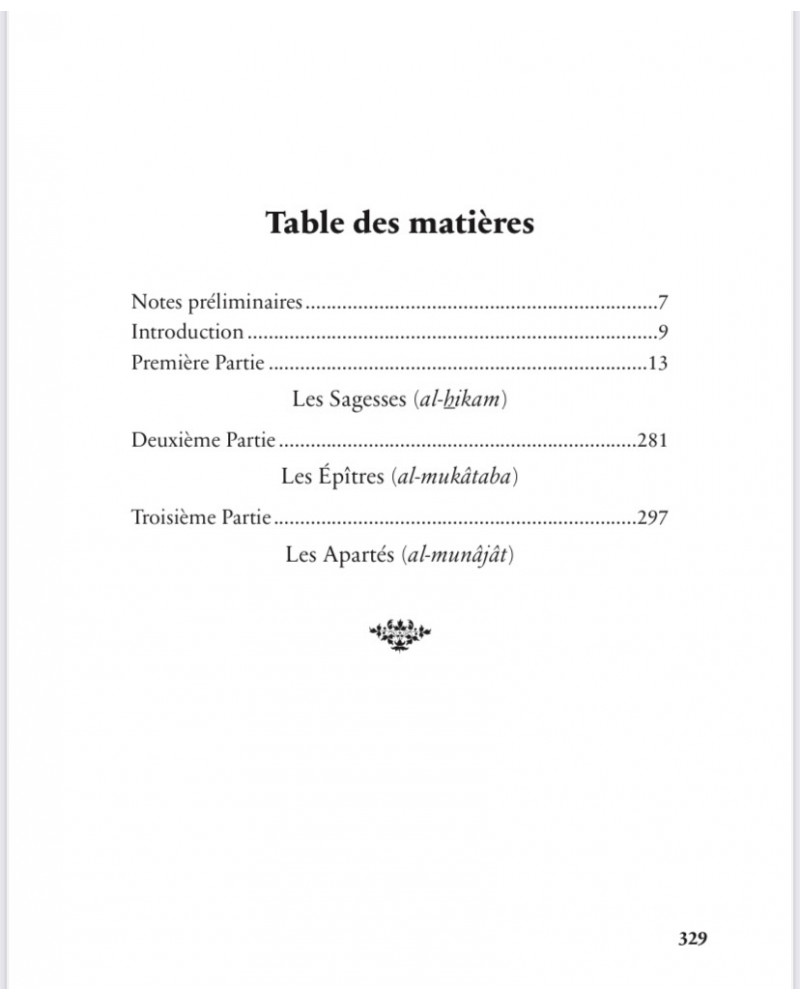 Table des matières
Notes préliminaires...................................................................7
Introduction..............................................................................9
Première Partie........................................................................13
Les Sagesses (al-ẖikam)
Deuxième Partie....................................................................281
Les Épîtres (al-mukâtaba)
Troisième Partie.....................................................................297
Les Apartés (al-munâjât)
329